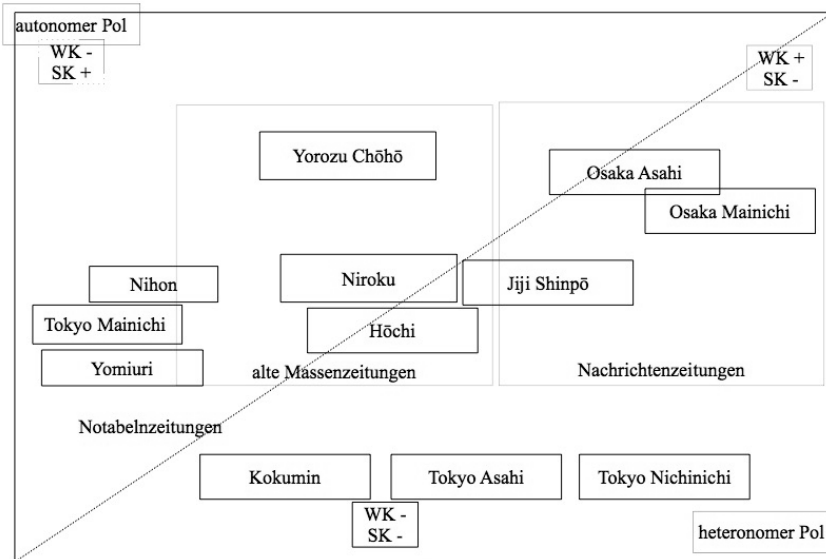 autonomer Pol
WK -
SK +
WK +
SK -
Yorozu Chōhō
Osaka Asahi
Osaka Mainichi
Nihon
Niroku
Jiji Shinpō
Tokyo Mainichi
Hōchi
Yomiuri
alte Massenzeitungen
Nachrichtenzeitungen
Notabelnzeitungen
Kokumin
Tokyo Asahi
Tokyo Nichinichi
WK -
SK -
heteronomer Pol